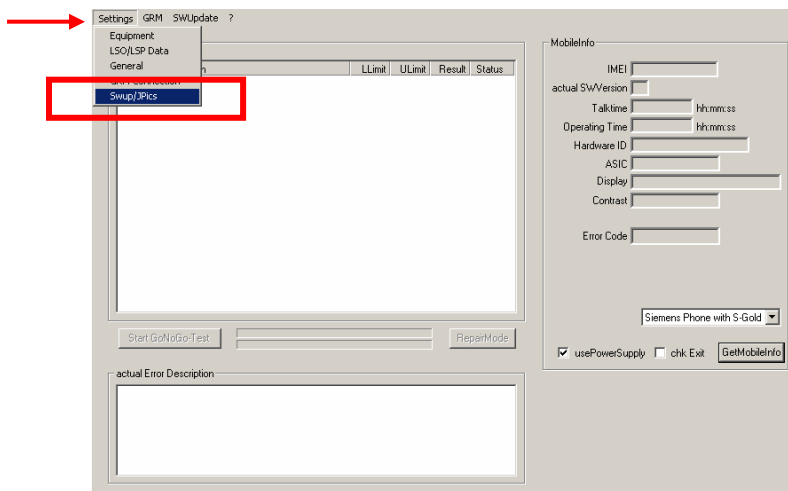 Settings GRM SWUpdate ?
Equipment
LSO/LSP Data
General
Swup/JPics
LLimit ULimit Result Status
MobileInfo
IMEI
actual SWVersion
Talktime hh:mm:ss
Operating Time hh:mm:ss
Hardware ID
ASIC
Display
Contrast
Error Code
Siemens Phone with S-Gold
Start GoNoGo-Test RepairMode
usePowerSupply chk Exit GetMobileInfo
actual Error Description